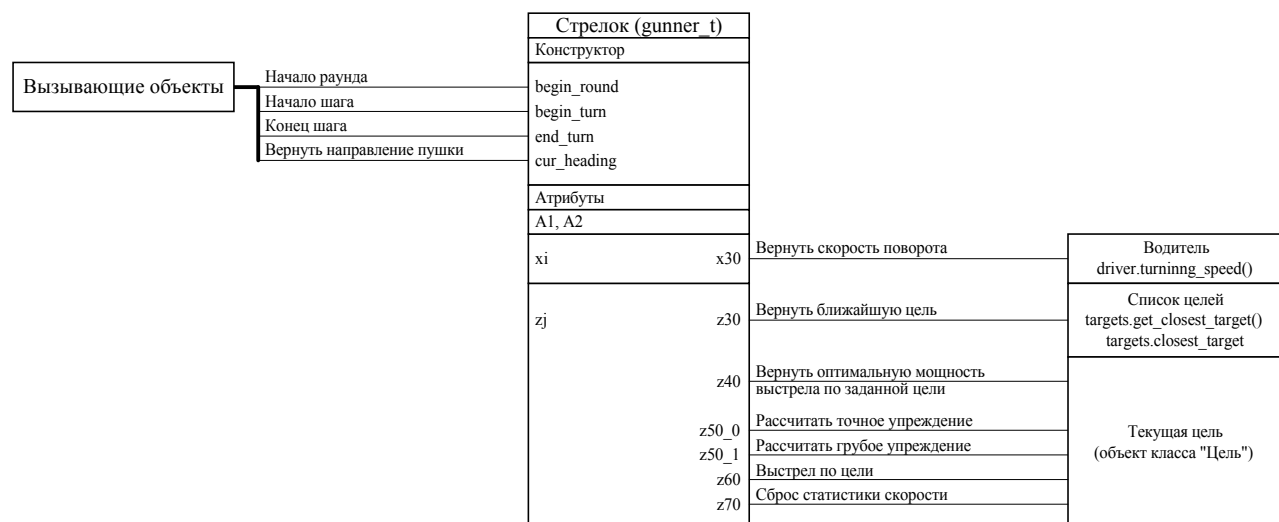 Стрелок (gunner_t)
Конструктор
Вызывающие объекты
Начало раунда
begin_round
Начало шага
begin_turn
Конец шага
end_turn
Вернуть направление пушки
cur_heading
Атрибуты
A1, A2
xi
x30
Вернуть скорость поворота
Водитель
driver.turninng_speed()
zj
z30
Вернуть ближайшую цель
Список целей
targets.get_closest_target()
targets.closest_target
z40
Вернуть оптимальную мощность
выстрела по заданной цели
z50_0
Рассчитать точное упреждение
z50_1
Рассчитать грубое упреждение
z60
Выстрел по цели
z70
Сброс статистики скорости
Текущая цель
(объект класса "Цель")